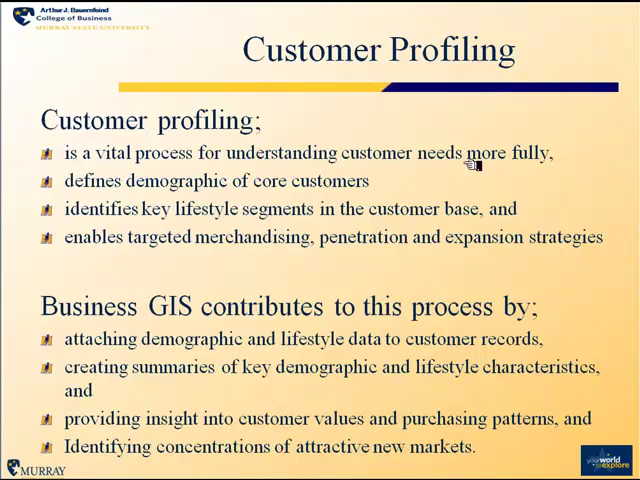 Arthur J. Bauernfeind
College of Business
MURRAY STATE UNIVERSITY
Customer Profiling
Customer profiling;
is a vital process for understanding customer needs more fully,
defines demographic of core customers
identifies key lifestyle segments in the customer base, and
enables targeted merchandising, penetration and expansion strategies
Business GIS contributes to this process by;
attaching demographic and lifestyle data to customer records,
creating summaries of key demographic and lifestyle characteristics,
and
providing insight into customer values and purchasing patterns, and
Identifying concentrations of attractive new markets.
MURRAY
your world
to explore